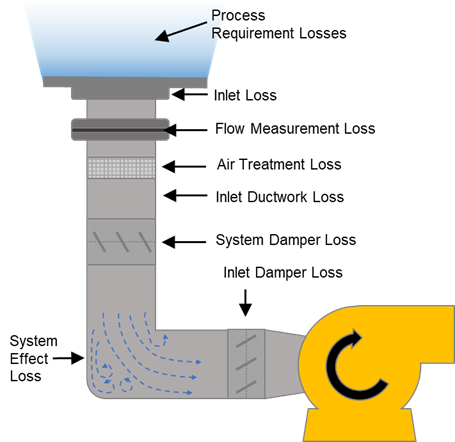 Process
Requirement Losses
Inlet Loss
Flow Measurement Loss
Air Treatment Loss
Inlet Ductwork Loss
System Damper Loss
Inlet Damper Loss
System
Effect
Loss